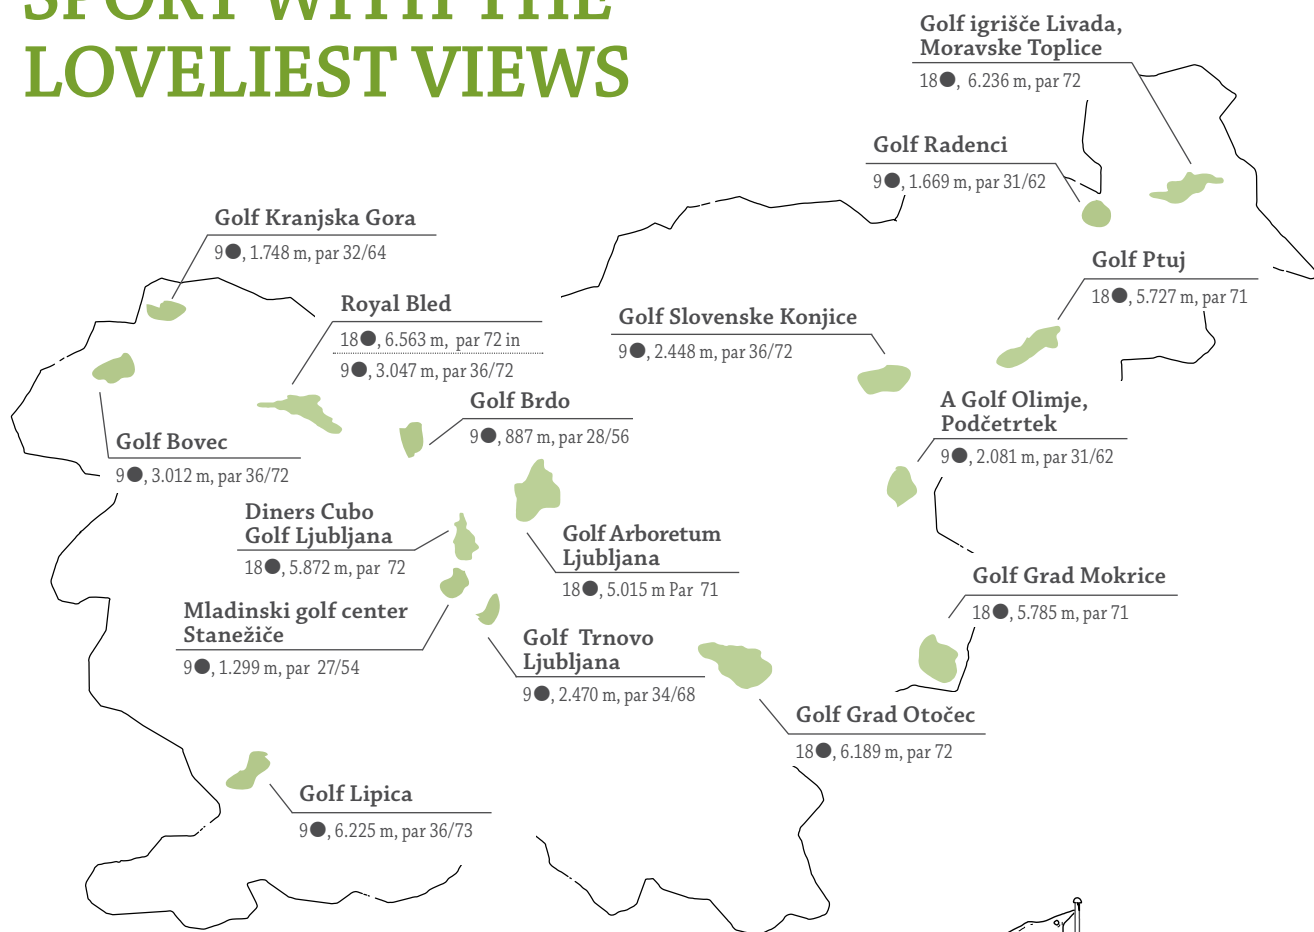 SPORT WITH THE
LOVELIEST VIEWS
Golf igrišče Livada,
Moravske Toplice
18●, 6.236 m, par 72
Golf Radenci
9●, 1.669 m, par 31/62
Golf Kranjska Gora
9●, 1.748 m, par 32/64
Golf Ptuj
18●, 5.727 m, par 71
Royal Bled
18●, 6.563 m, par 72 in
9●, 3.047 m, par 36/72
Golf Slovenske Konjice
9●, 2.448 m, par 36/72
Golf Brdo
9●, 887 m, par 28/56
A Golf Olimje,
Podčetrtek
9●, 2.081 m, par 31/62
Golf Bovec
9●, 3.012 m, par 36/72
Diners Cubo
Golf Ljubljana
18●, 5.872 m, par 72
Golf Arboretum
Ljubljana
18●, 5.015 m Par 71
Golf Grad Mokrice
18●, 5.785 m, par 71
Mladinski golf center
Stanežiče
9●, 1.299 m, par 27/54
Golf Trnovo
Ljubljana
9●, 2.470 m, par 34/68
Golf Grad Otočec
18●, 6.189 m, par 72
Golf Lipica
9●, 6.225 m, par 36/73